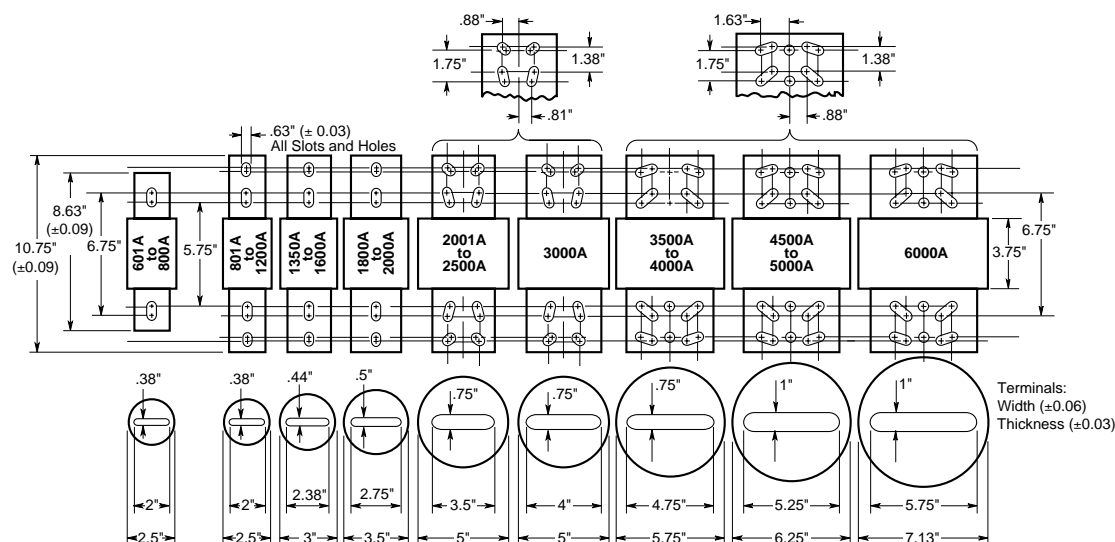 .88"
1.63"
1.75"
1.38"
1.75"
1.38"
.81"
.88"
.63" (± 0.03)
All Slots and Holes
10.75"
(±0.09)
8.63"
(±0.09)
6.75"
601A
to
800A
5.75"
801A
to
1200A
1350A
to
1600A
1800A
to
2000A
2001A
to
2500A
3000A
3500A
to
4000A
4500A
to
5000A
6000A
3.75"
6.75"
.38"
.38"
.44"
.5"
.75"
.75"
.75"
1"
1"
Terminals:
Width (±0.06)
Thickness (±0.03)
2"
2"
2.38"
2.75"
3.5"
4"
4.75"
5.25"
5.75"
2.5"
2.5"
3"
3.5"
5"
5"
5.75"
6.25"
7.13"